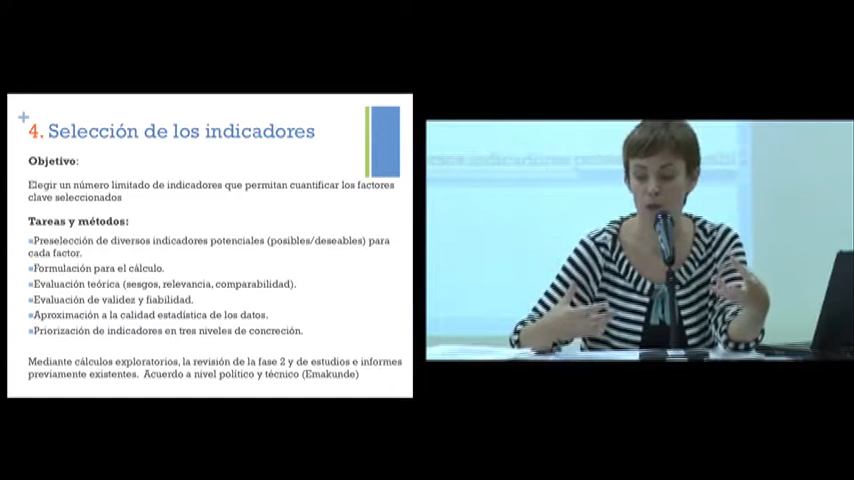 4. Selección de los indicadores
Objetivo:
Elegir un número limitado de indicadores que permitan cuantificar los factores
clave seleccionados
Tareas y métodos:
Preselección de diversos indicadores potenciales (posibles/deseables) para
cada factor.
Formulación para el cálculo.
Evaluación teórica (sesgos, relevancia, comparabilidad).
Evaluación de validez y fiabilidad.
Aproximación a la calidad estadística de los datos.
Priorización de indicadores en tres niveles de concreción.
Mediante cálculos exploratorios, la revisión de la fase 2 y de estudios e informes
previamente existentes. Acuerdo a nivel político y técnico (Emakunde)